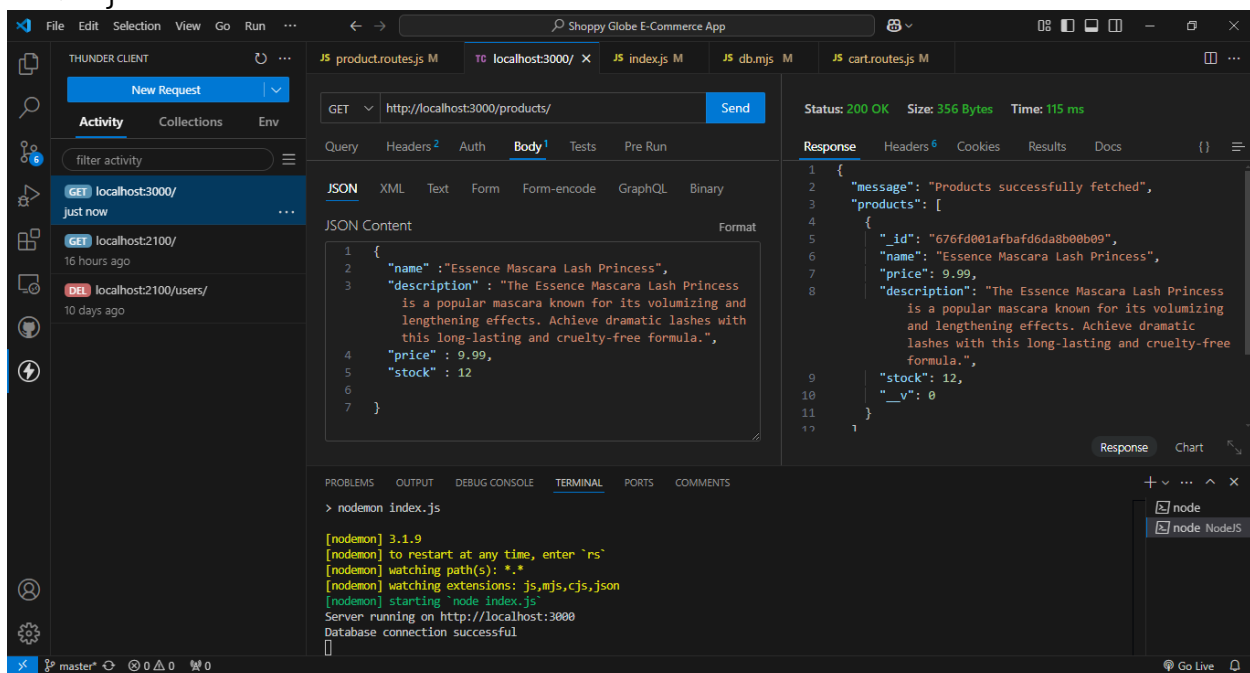 File Edit Selection View Go Run ···
Shoppy Globe E-Commerce App
THUNDER CLIENT
New Request
Activity Collections Env
filter activity
GET localhost:3000/
just now
GET localhost:2100/
16 hours ago
DEL localhost:2100/users/
10 days ago
6
JS product.routes.js M TC localhost:3000/ JS index.js M JS db.mjs M JS cart.routes.js M
GET http://localhost:3000/products/ Send
Query Headers 2 Auth Body 1 Tests Pre Run
JSON XML Text Form Form-encode GraphQL Binary
JSON Content Format
1 {
2 "name" :"Essence Mascara Lash Princess",
3 "description" : "The Essence Mascara Lash Princess
is a popular mascara known for its volumizing and
lengthening effects. Achieve dramatic lashes with
this long-lasting and cruelty-free formula.",
4 "price" : 9.99,
5 "stock" : 12
6
7 }
Status: 200 OK Size: 356 Bytes Time: 115 ms
Response Headers 6 Cookies Results Docs {}
1 {
2 "message": "Products successfully fetched",
3 "products": [
4 {
5 "_id": "676fd001afbafd6da8b00b09",
6 "name": "Essence Mascara Lash Princess",
7 "price": 9.99,
8 "description": "The Essence Mascara Lash Princess
is a popular mascara known for its volumizing
and lengthening effects. Achieve dramatic
lashes with this long-lasting and cruelty-free
formula.",
9 "stock": 12,
10 "__v": 0
11 }
12 ]
Response Chart
PROBLEMS OUTPUT DEBUG CONSOLE TERMINAL PORTS COMMENTS
> nodemon index.js
[nodemon] 3.1.9
[nodemon] to restart at any time, enter `rs`
[nodemon] watching path(s): *.*
[nodemon] watching extensions: js,mjs,cjs,json
[nodemon] starting `node index.js`
Server running on http://localhost:3000
Database connection successful
node
node NodeJS
master* 0 0 0 Go Live